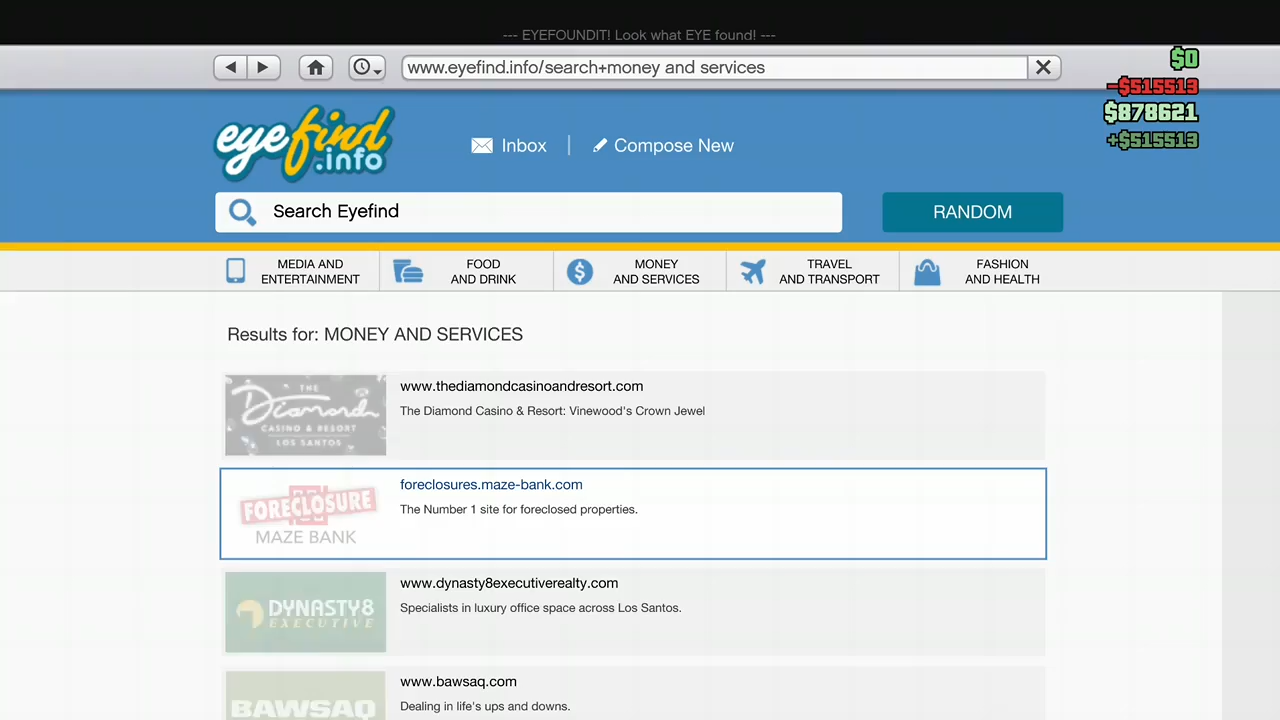 --- EYEFOUNDIT! Look what EYE found! ---
www.eyefind.info/search+money and services
$0
-$515513
$878621
+$515513
eyefind
.info
Inbox
Compose New
Search Eyefind
RANDOM
MEDIA AND
ENTERTAINMENT
FOOD
AND DRINK
MONEY
AND SERVICES
TRAVEL
AND TRANSPORT
FASHION
AND HEALTH
Results for: MONEY AND SERVICES
THE
Diamond
CASINO & RESORT
LOS SANTOS
www.thediamondcasinoandresort.com
The Diamond Casino & Resort: Vinewood's Crown Jewel
FORECLOSURE
MAZE BANK
foreclosures.maze-bank.com
The Number 1 site for foreclosed properties.
DYNASTY8
EXECUTIVE
www.dynasty8executiverealty.com
Specialists in luxury office space across Los Santos.
BAWSAQ
www.bawsaq.com
Dealing in life's ups and downs.